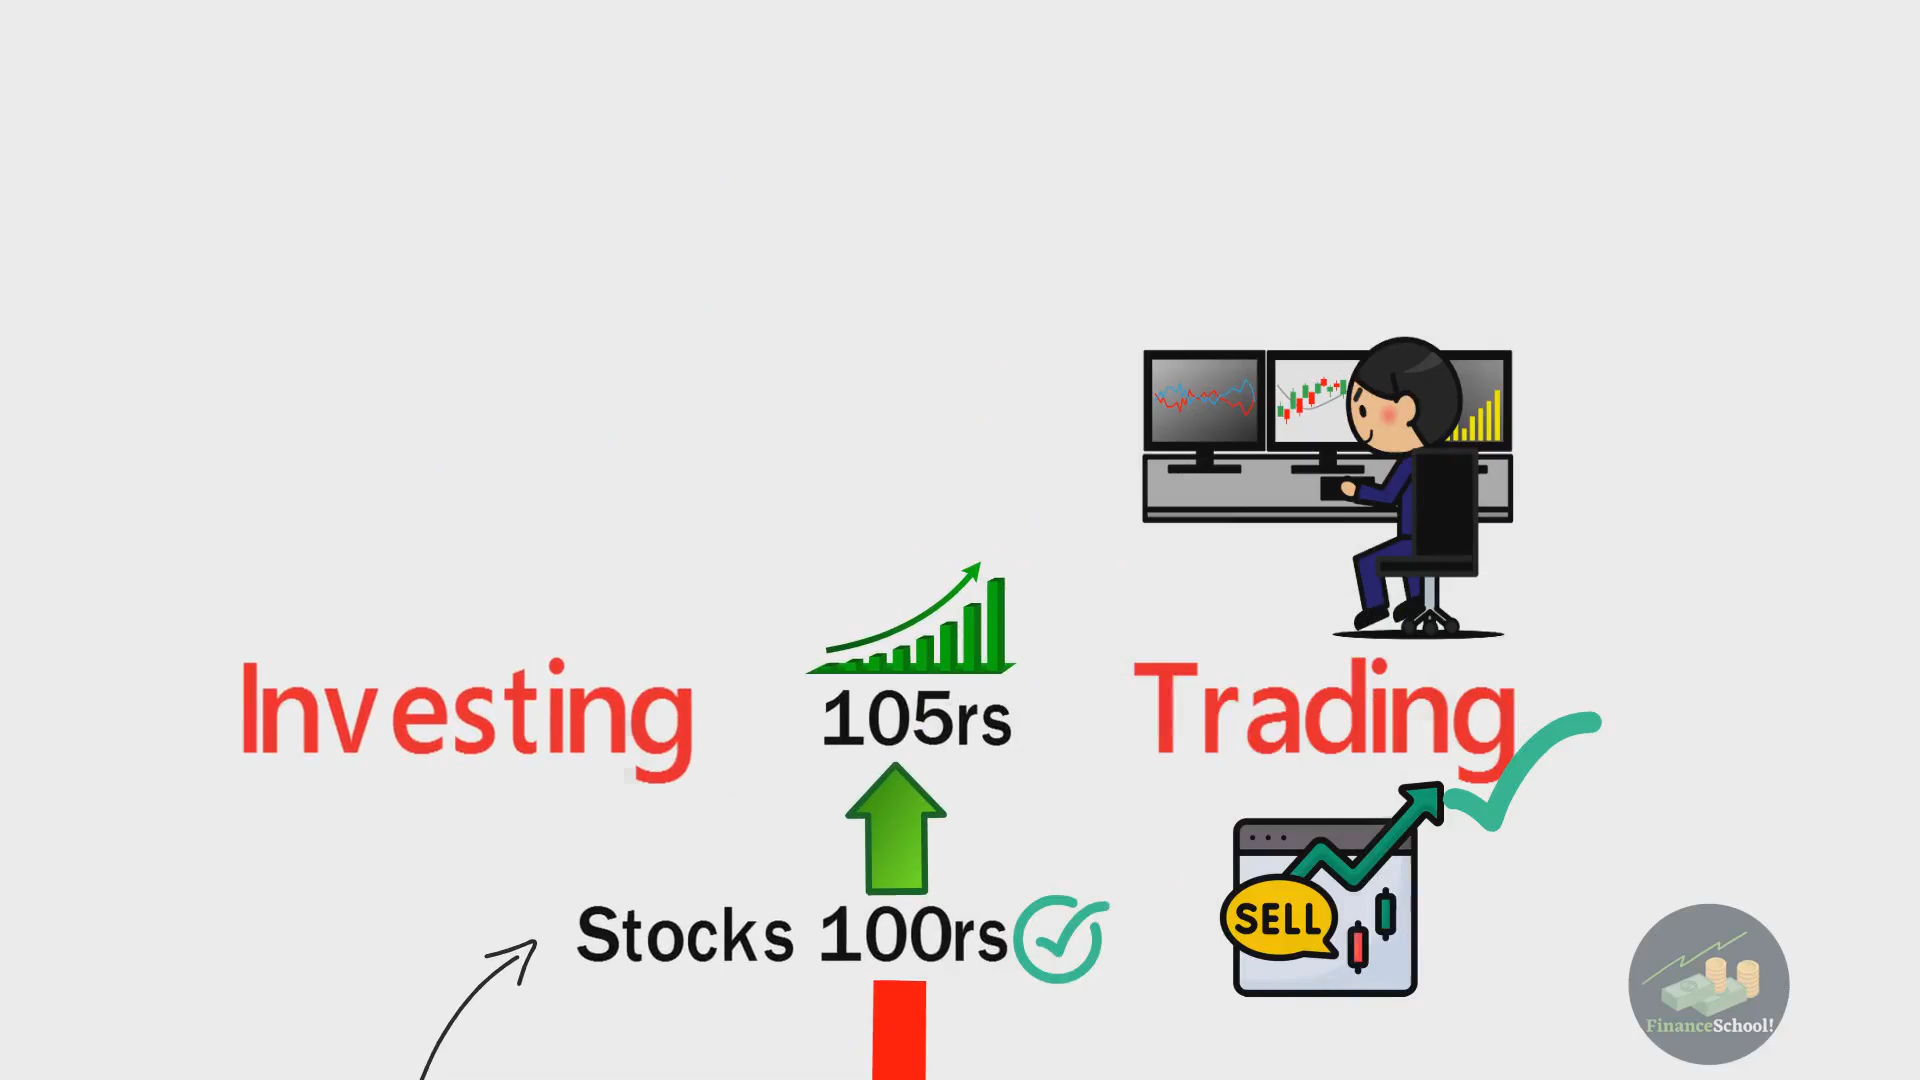 Investing
105rs
Trading
Stocks 100rs
SELL
FinanceSchool!